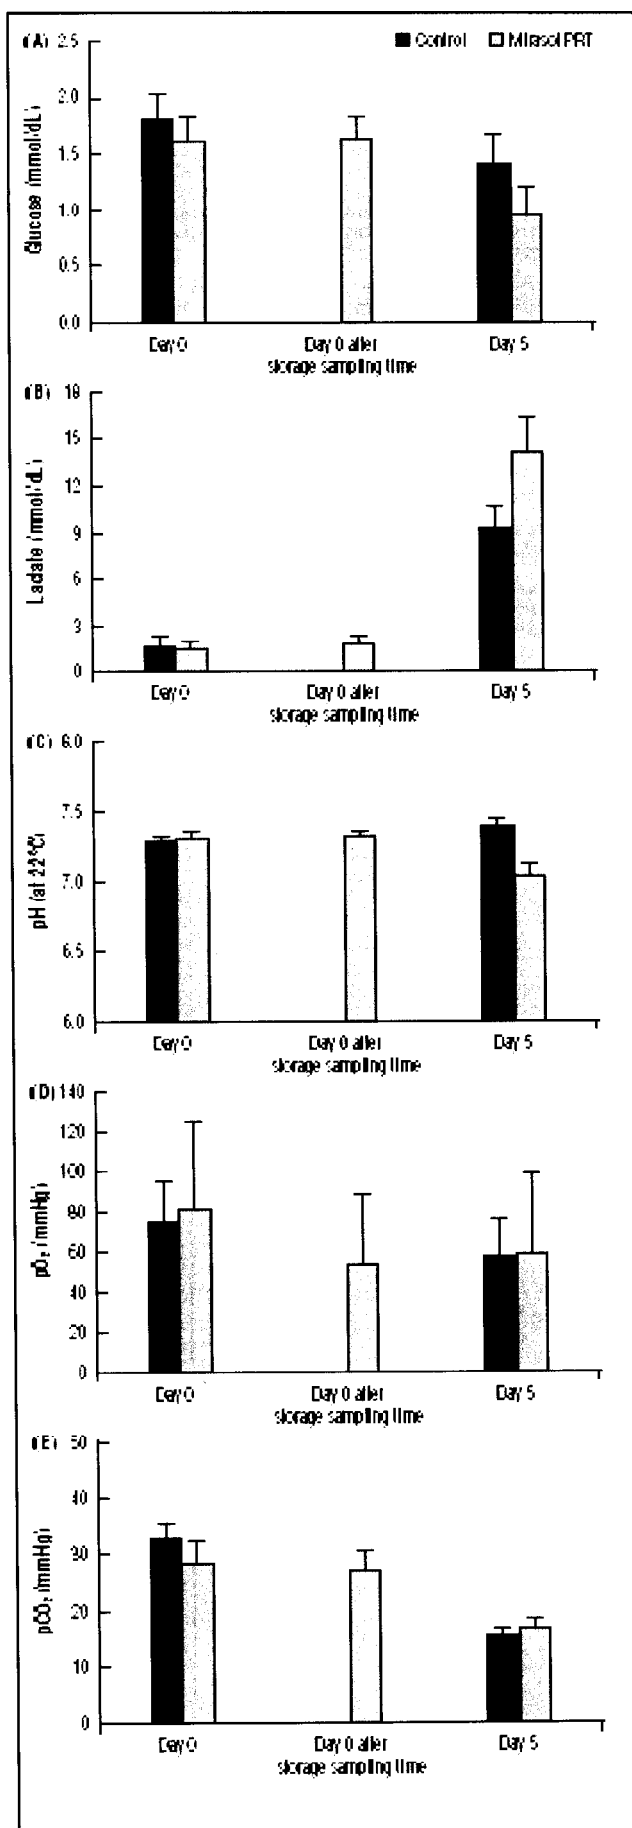 (A) 2.5 Control Mirasol PRT
2.0
1.5
1.0
0.5
0.0
Glucose (mmol/dL)
Day 0 Day 0 after Day 5
storage sampling time
(B) 18
15
12
9
6
3
0
Lactate (mmol/dL)
Day 0 Day 0 after Day 5
storage sampling time
(C) 8.0
7.5
7.0
6.5
6.0
pH (at 22°C)
Day 0 Day 0 after Day 5
storage sampling time
(D) 140
120
100
80
60
40
20
0
pO₂ (mmHg)
Day 0 Day 0 after Day 5
storage sampling time
(E) 50
40
30
20
10
0
pCO₂ (mmHg)
Day 0 Day 0 after Day 5
storage sampling time